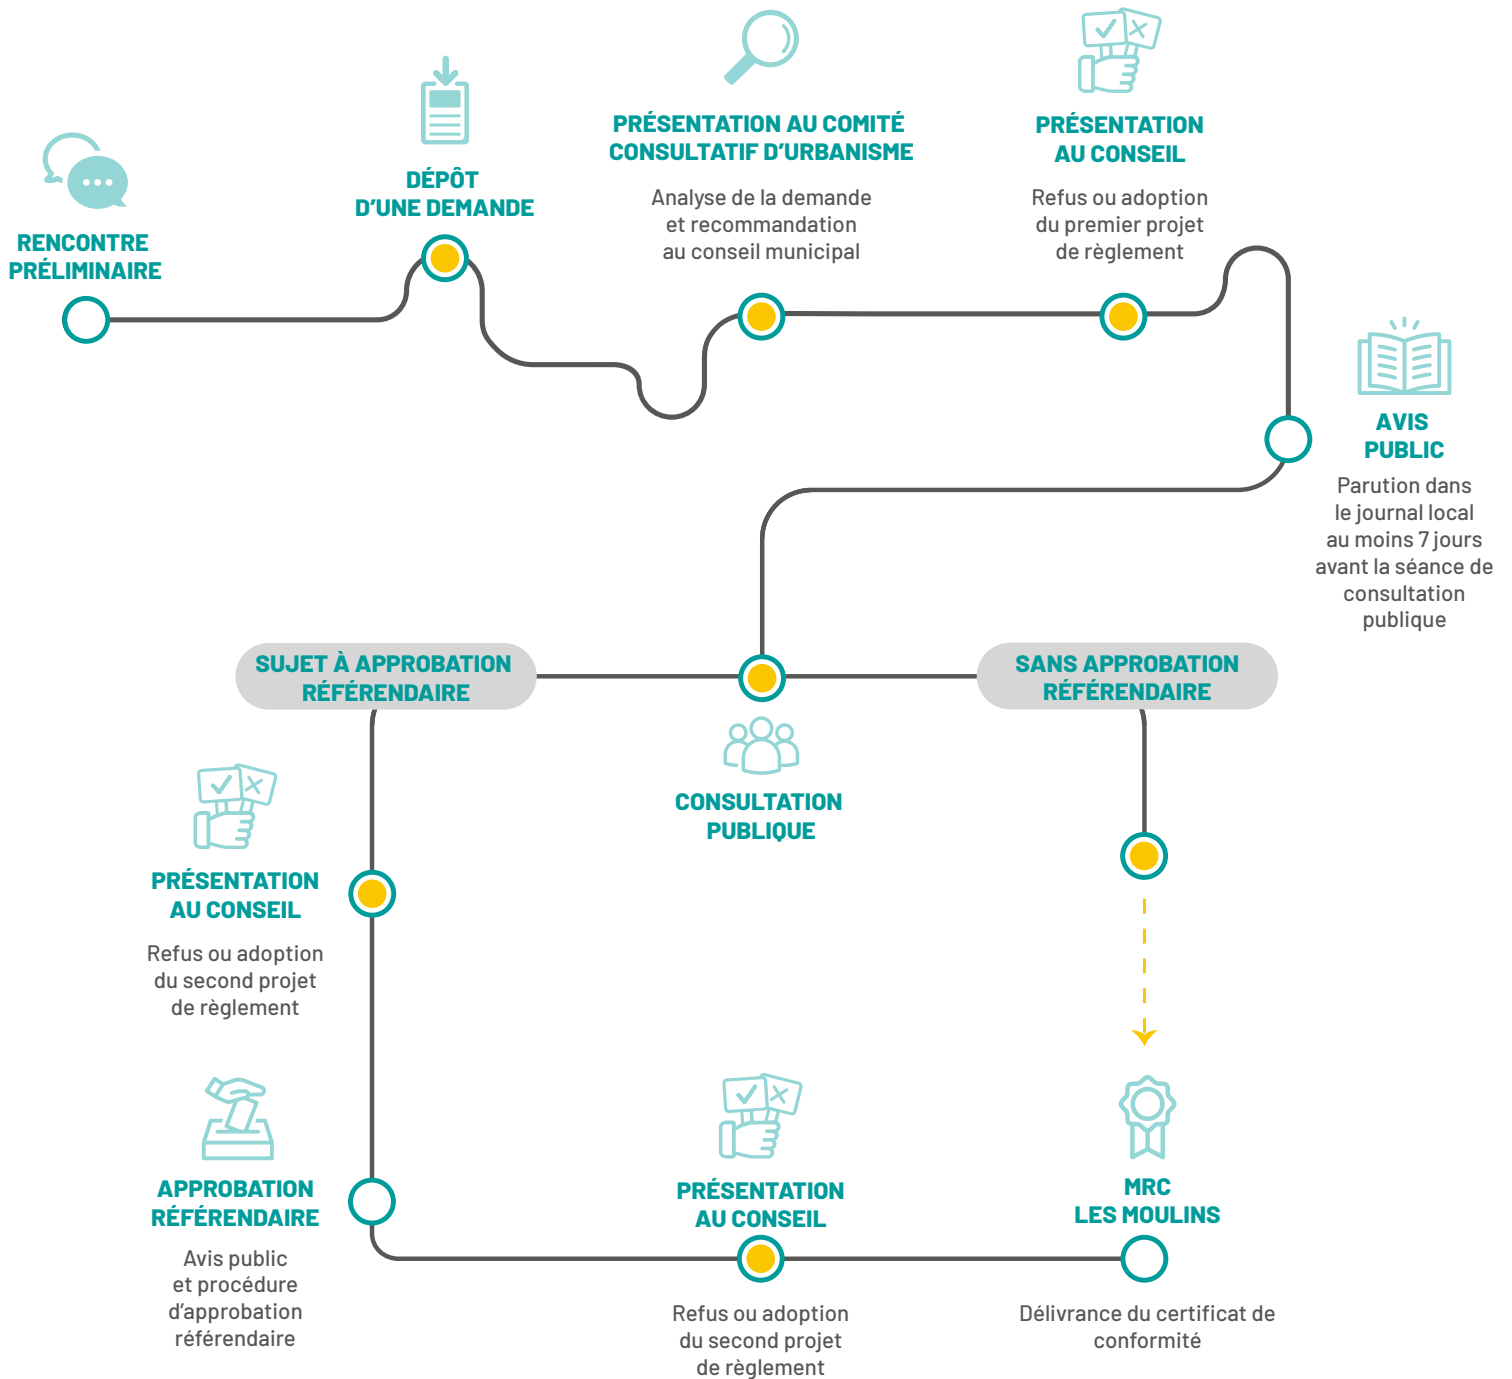 RENCONTRE
PRÉLIMINAIRE
DÉPÔT
D'UNE DEMANDE
PRÉSENTATION AU COMITÉ
CONSULTATIF D'URBANISME
Analyse de la demande
et recommandation
au conseil municipal
PRÉSENTATION
AU CONSEIL
Refus ou adoption
du premier projet
de règlement
AVIS
PUBLIC
Parution dans
le journal local
au moins 7 jours
avant la séance de
consultation
publique
SUJET À APPROBATION
RÉFÉRENDAIRE
SANS APPROBATION
RÉFÉRENDAIRE
CONSULTATION
PUBLIQUE
PRÉSENTATION
AU CONSEIL
Refus ou adoption
du second projet
de règlement
APPROBATION
RÉFÉRENDAIRE
Avis public
et procédure
d'approbation
référendaire
PRÉSENTATION
AU CONSEIL
Refus ou adoption
du second projet
de règlement
MRC
LES MOULINS
Délivrance du certificat de
conformité